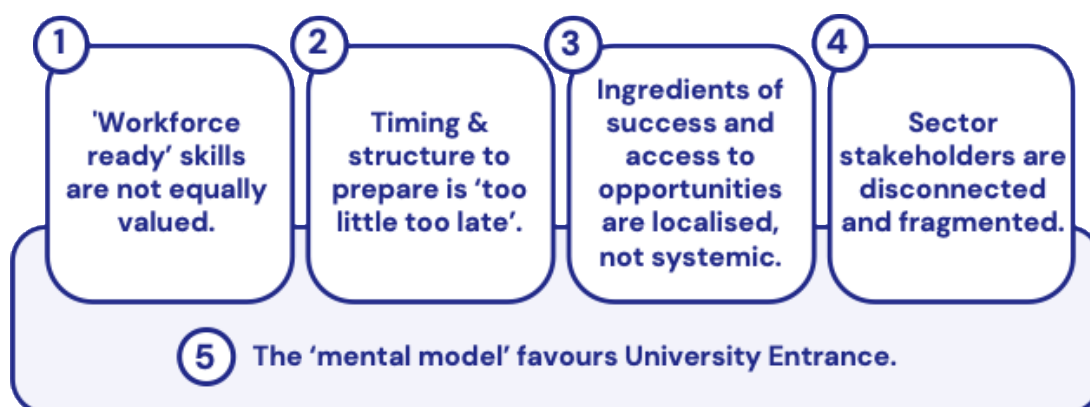 1
'Workforce
ready’ skills
are not equally
valued.
2
Timing &
structure to
prepare is ‘too
little too late’.
3
Ingredients of
success and
access to
opportunities
are localised,
not systemic.
4
Sector
stakeholders are
disconnected
and fragmented.
5 The ‘mental model’ favours University Entrance.